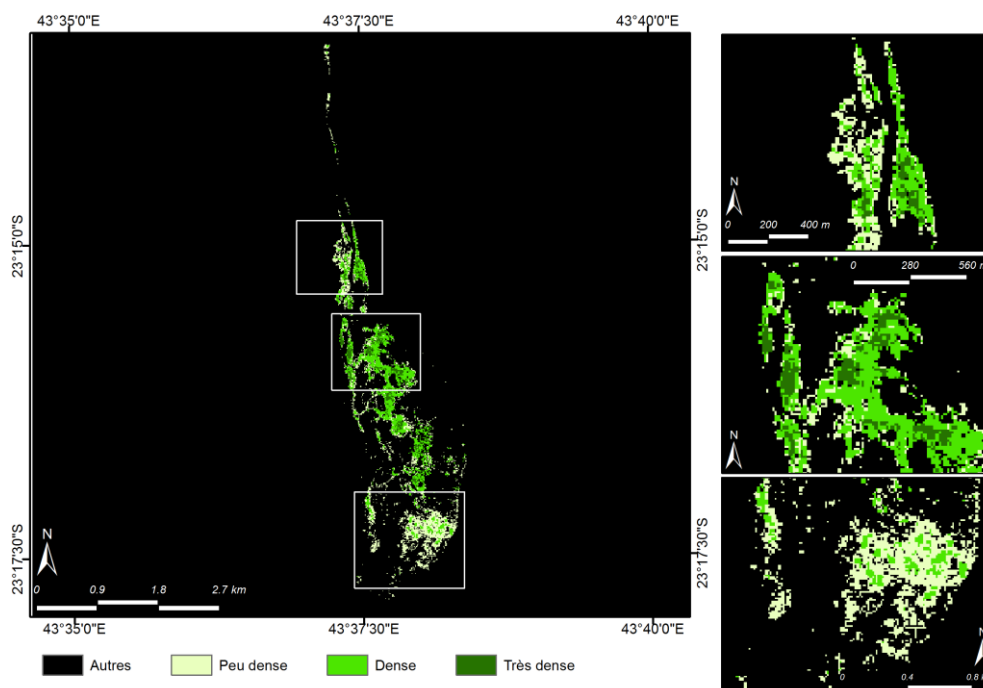 43°35'0"E 43°37'30"E 43°40'0"E
23°15'0"S
23°15'0"S
23°17'30"S
23°17'30"S
N
0 0.9 1.8 2.7 km
43°35'0"E 43°37'30"E 43°40'0"E
Autres Peu dense Dense Très dense
N
0 200 400 m
0 280 560
N
N
0 0.4